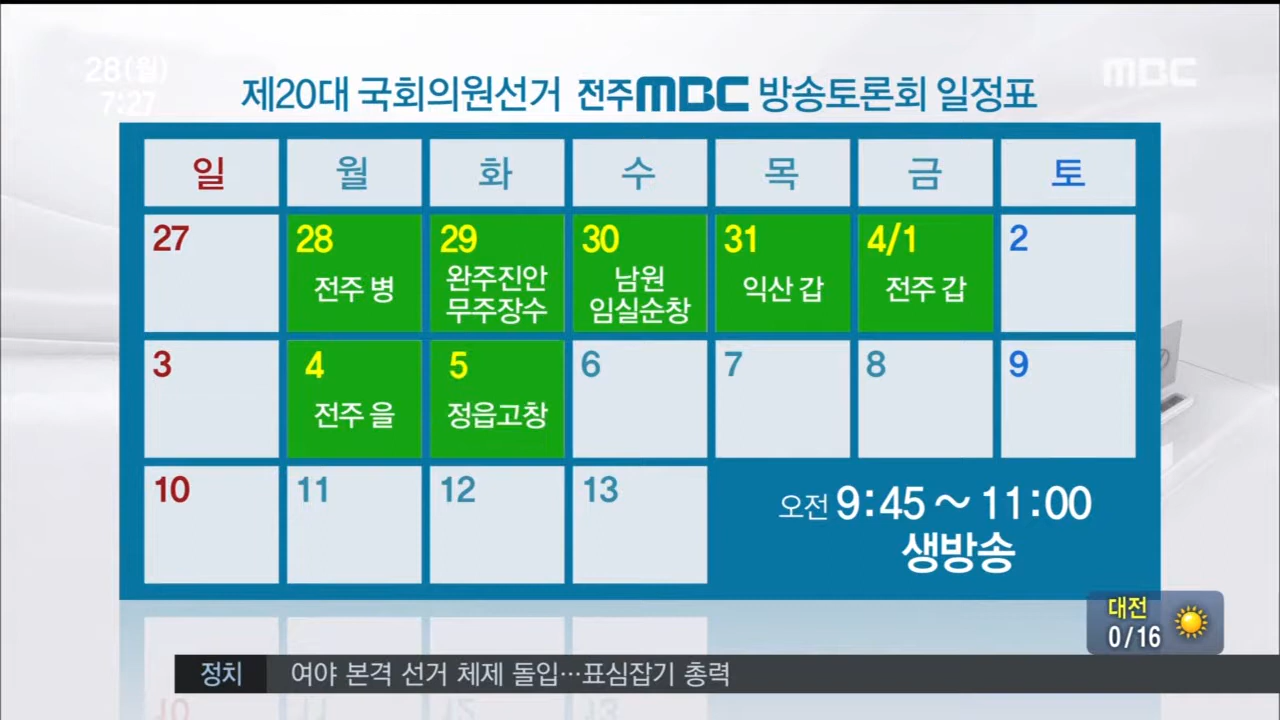 28(월)
7:27
MBC
제20대 국회의원선거 전주MBC 방송토론회 일정표
일 월 화 수 목 금 토
27 28 29 30 31 4/1 2
전주 병
완주진안
무주장수
남원
임실순창
익산 갑
전주 갑
3 4 5 6 7 8 9
전주 을
정읍고창
10 11 12 13
오전 9:45~11:00
생방송
대전
0/16
정치 여야 본격 선거 체제 돌입…표심잡기 총력